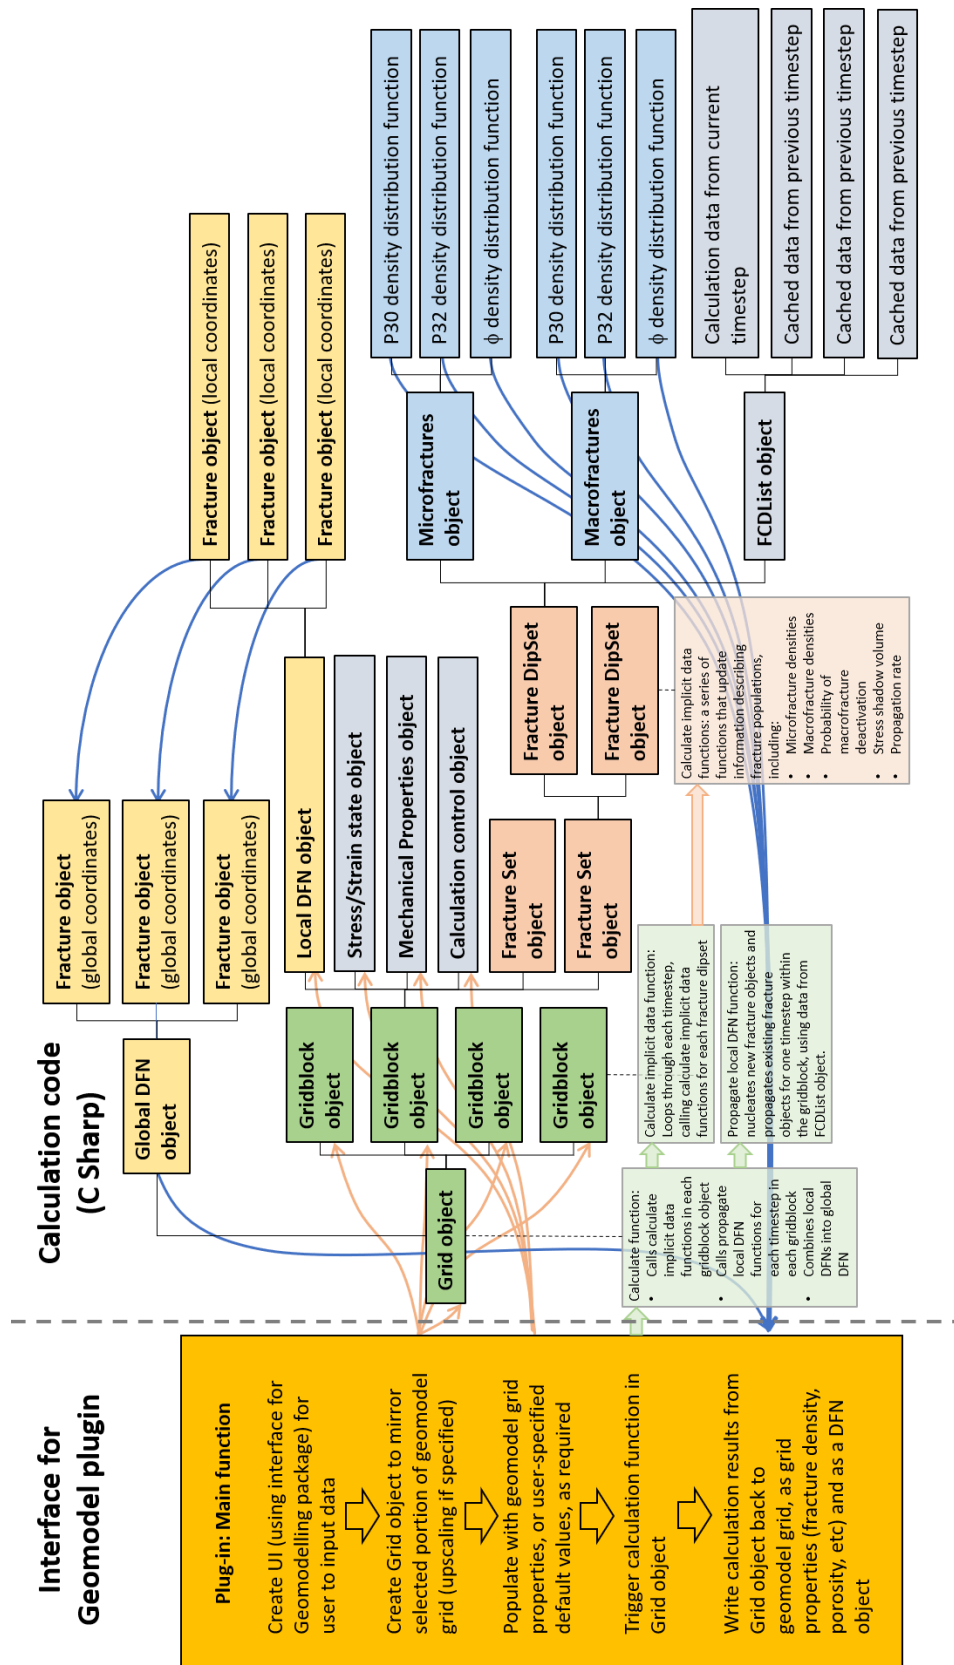 Interface for
Geomodel plugin
Plug-in: Main function
Create UI (using interface for
Geomodelling package) for
user to input data
Create Grid object to mirror
selected portion of geomodel
grid (upscaling if specified)
Populate with geomodel grid
properties, or user-specified
default values, as required
Trigger calculation function in
Grid object
Write calculation results from
Grid object back to
geomodel grid, as grid
properties (fracture density,
porosity, etc) and as a DFN
object
Calculation code
(C Sharp)
Global DFN
object
Fracture object
(global coordinates)
Fracture object
(global coordinates)
Fracture object
(global coordinates)
Fracture object (local coordinates)
Fracture object (local coordinates)
Fracture object (local coordinates)
Grid object
Gridblock
object
Gridblock
object
Gridblock
object
Gridblock
object
Local DFN object
Stress/Strain state object
Mechanical Properties object
Calculation control object
Fracture Set
object
Fracture Set
object
Fracture DipSet
object
Fracture DipSet
object
Microfractures
object
Macrofractures
object
FCDList object
P30 density distribution function
P32 density distribution function
ϕ density distribution function
P30 density distribution function
P32 density distribution function
ϕ density distribution function
Calculation data from current
timestep
Cached data from previous timestep
Cached data from previous timestep
Cached data from previous timestep
Calculate function:
• Calls calculate
implicit data
functions in each
gridblock object
• Calls propagate
local DFN
functions for
each timestep in
each gridblock
• Combines local
DFNs into global
DFN
Calculate implicit data function:
Loops through each timestep,
calling calculate implicit data
functions for each fracture dipset
Propagate local DFN function:
nucleates new fracture objects and
propagates existing fracture
objects for one timestep within
the gridblock, using data from
FCDList object.
Calculate implicit data
functions: a series of
functions that update
information describing
fracture populations,
including:
• Microfracture densities
• Macrofracture densities
• Probability of
macrofracture
deactivation
• Stress shadow volume
• Propagation rate